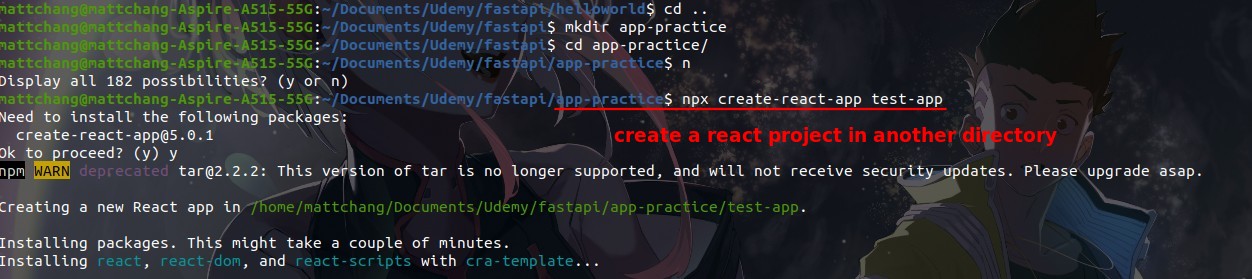 mattchang@mattchang-Aspire-A515-55G:~/Documents/Udemy/fastapi/helloworld$ cd ..
mattchang@mattchang-Aspire-A515-55G:~/Documents/Udemy/fastapi$ mkdir app-practice
mattchang@mattchang-Aspire-A515-55G:~/Documents/Udemy/fastapi$ cd app-practice/
mattchang@mattchang-Aspire-A515-55G:~/Documents/Udemy/fastapi/app-practice$ n
Display all 182 possibilities? (y or n)
mattchang@mattchang-Aspire-A515-55G:~/Documents/Udemy/fastapi/app-practice$ npx create-react-app test-app
Need to install the following packages:
create-react-app@5.0.1
create a react project in another directory
Ok to proceed? (y) y
npm WARN deprecated tar@2.2.2: This version of tar is no longer supported, and will not receive security updates. Please upgrade asap.
Creating a new React app in /home/mattchang/Documents/Udemy/fastapi/app-practice/test-app.
Installing packages. This might take a couple of minutes.
Installing react, react-dom, and react-scripts with cra-template...